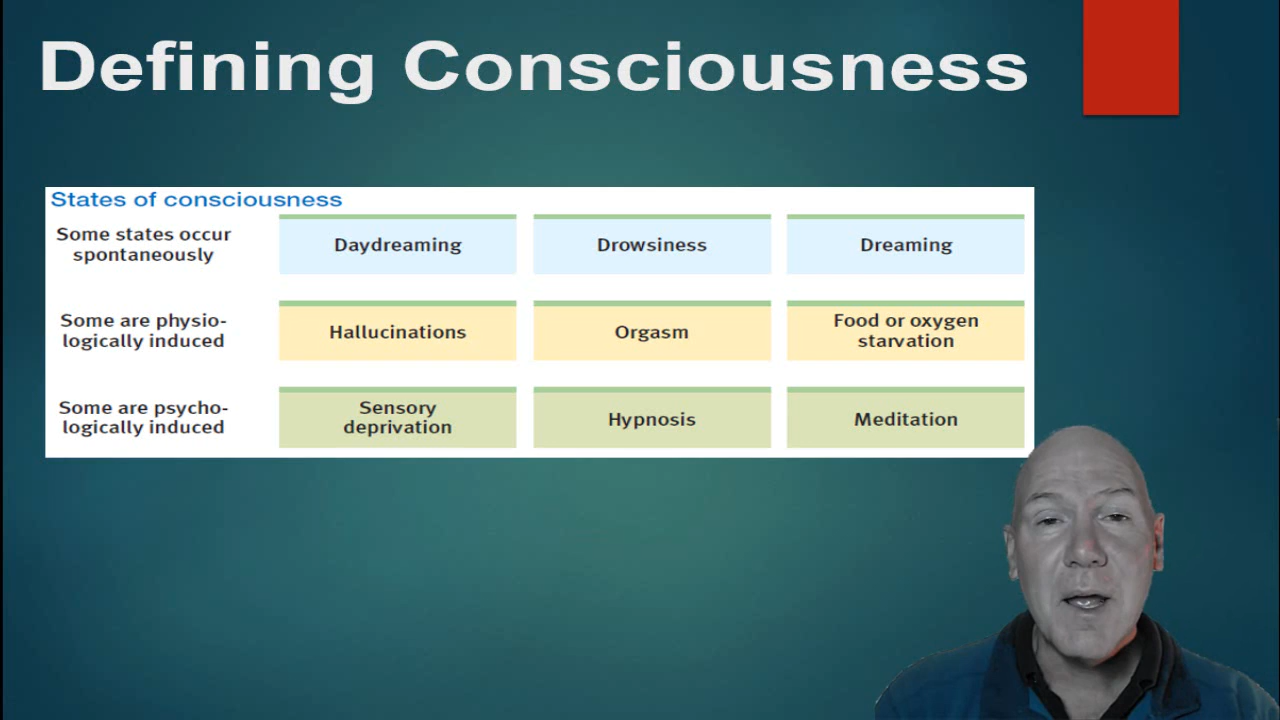 Defining Consciousness
States of consciousness
Some states occur
spontaneously
Daydreaming
Drowsiness
Dreaming
Some are physio-
logically induced
Hallucinations
Orgasm
Food or oxygen
starvation
Some are psycho-
logically induced
Sensory
deprivation
Hypnosis
Meditation